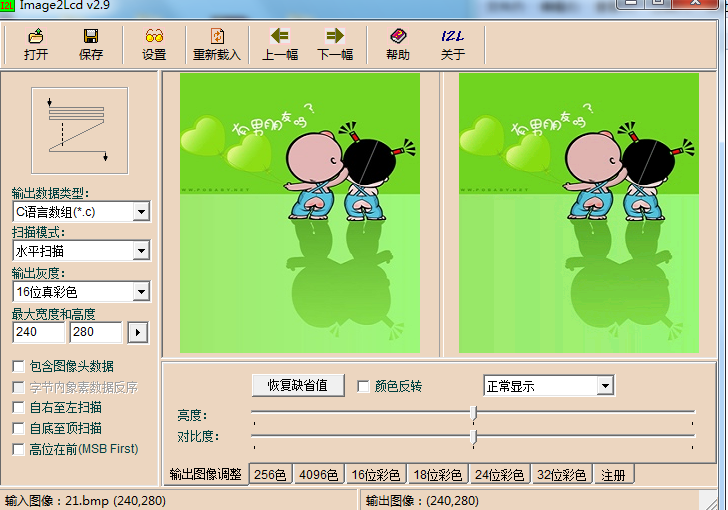 Image2Lcd v2.9
打开 保存 设置 重新载入 上一幅 下一幅 帮助 关于
输出数据类型:
C语言数组(*.c)
扫描模式:
水平扫描
输出灰度:
16位真彩色
最大宽度和高度
240 280
包含图像头数据
字节内象素数据反序
自右至左扫描
自底至顶扫描
高位在前(MSB First)
有男朋友吗?
WWW.POBABY.NET
有男朋友吗?
恢复缺省值 颜色反转 正常显示
亮度:
对比度:
输出图像调整 256色 4096色 16位彩色 18位彩色 24位彩色 32位彩色 注册
输入图像: 21.bmp (240,280) 输出图像: (240,280)